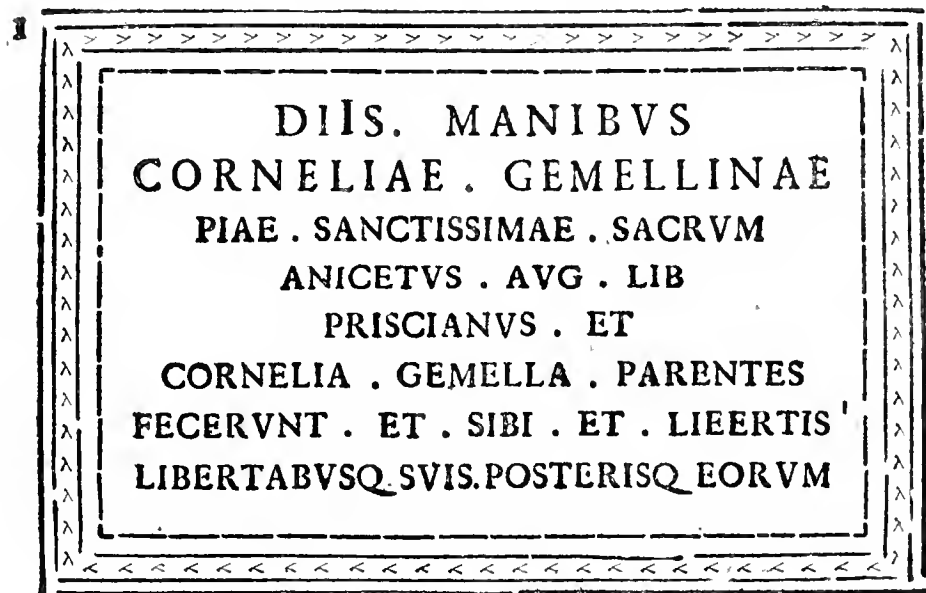 1
DIIS. MANIBVS
CORNELIAE . GEMELLINAE
PIAE . SANCTISSIMAE . SACRVM
ANICETVS . AVG . LIB
PRISCIANVS . ET
CORNELIA . GEMELLA . PARENTES
FECERVNT . ET . SIBI . ET . LIEERTIS
LIBERTABVSQ. SVIS. POSTERISQ EORVM